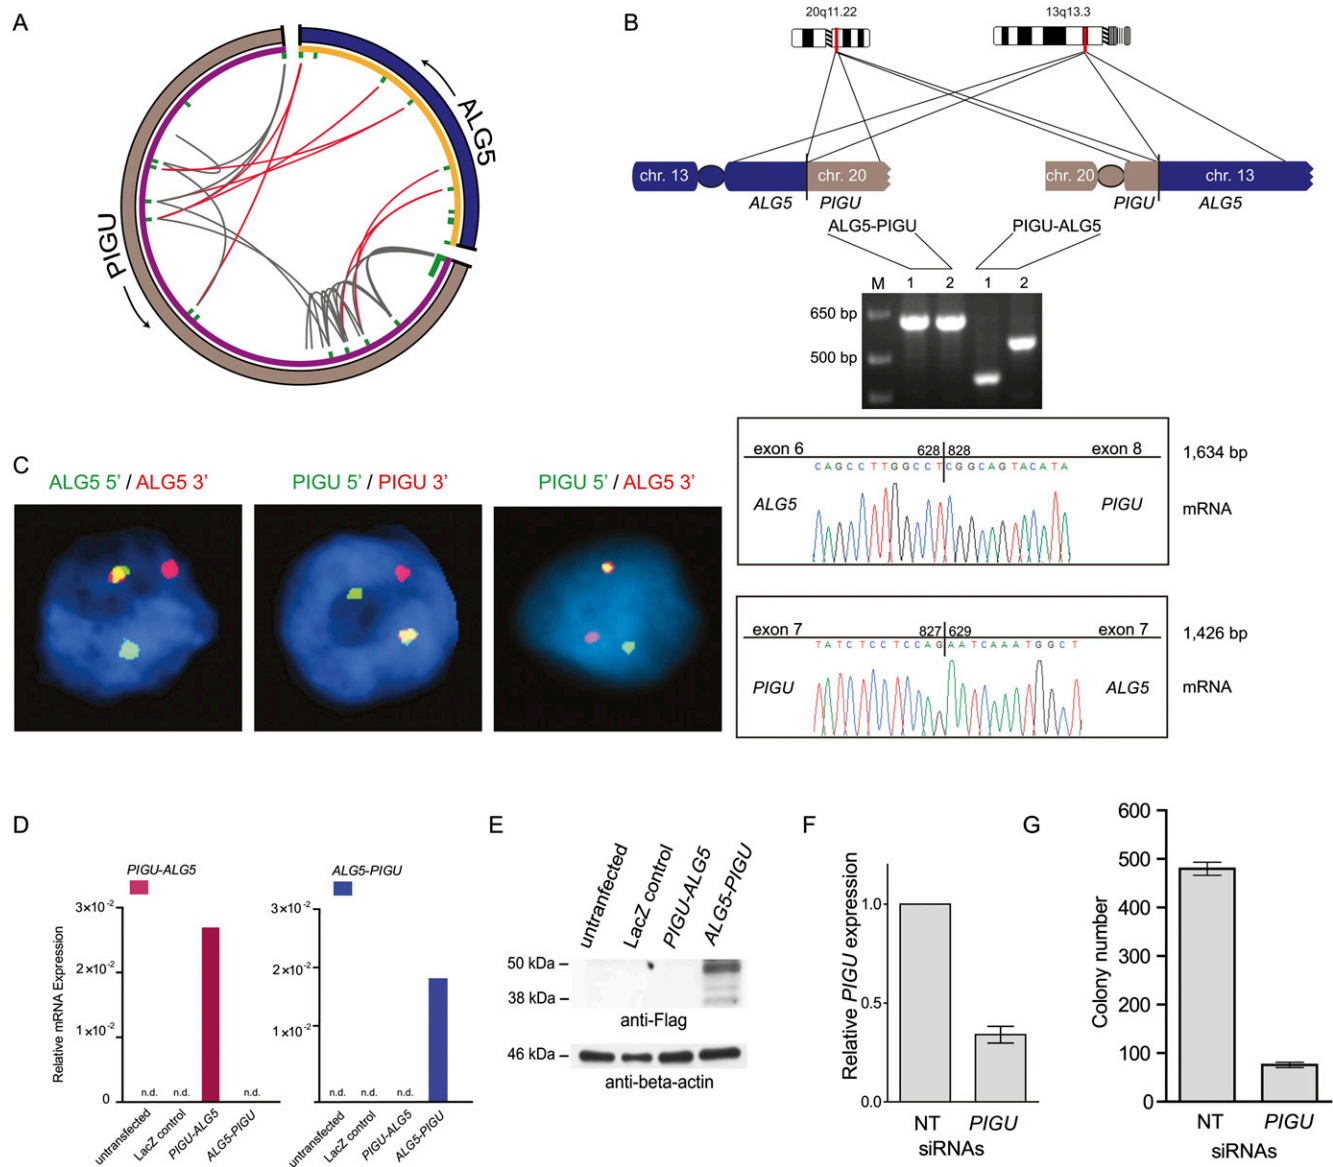 A
ALG5
PIGU
B
20q11.22
13q13.3
chr. 13
chr. 20
chr. 20
chr. 13
ALG5
PIGU
PIGU
ALG5
ALG5-PIGU
PIGU-ALG5
M
1
2
1
2
650 bp
500 bp
exon 6
628
828
exon 8
CAGCCTTGGCCTCGGCAGTACATA
ALG5
PIGU
1,634 bp
mRNA
exon 7
827
629
exon 7
TATCTCCTCCAGAATCAAATGGCT
PIGU
ALG5
1,426 bp
mRNA
C
ALG5 5’ / ALG5 3’
PIGU 5’ / PIGU 3’
PIGU 5’ / ALG5 3’
D
PIGU-ALG5
Relative mRNA Expression
3×10⁻²
2×10⁻²
1×10⁻²
0
n.d.
n.d.
n.d.
untransfected
LacZ control
PIGU-ALG5
ALG5-PIGU
ALG5-PIGU
3×10⁻²
2×10⁻²
1×10⁻²
n.d.
n.d.
n.d.
untransfected
LacZ control
PIGU-ALG5
ALG5-PIGU
E
untranfected
LacZ control
PIGU-ALG5
ALG5-PIGU
50 kDa
38 kDa
anti-Flag
46 kDa
anti-beta-actin
F
Relative PIGU expression
1.0
0.5
0.0
NT
PIGU
siRNAs
G
Colony number
600
500
400
300
200
100
0
NT
PIGU
siRNAs